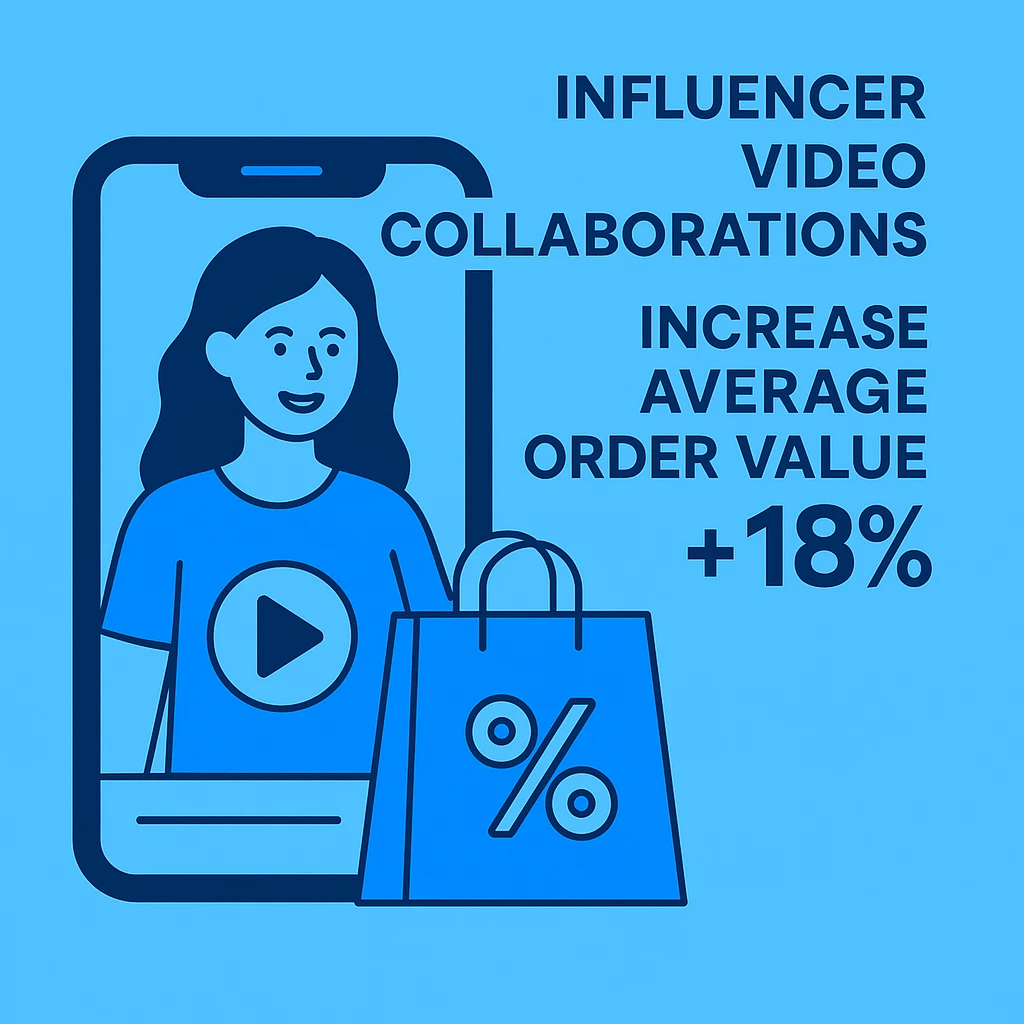 INFLUENCER
VIDEO
COLLABORATIONS
INCREASE
AVERAGE
ORDER VALUE
+18%
%